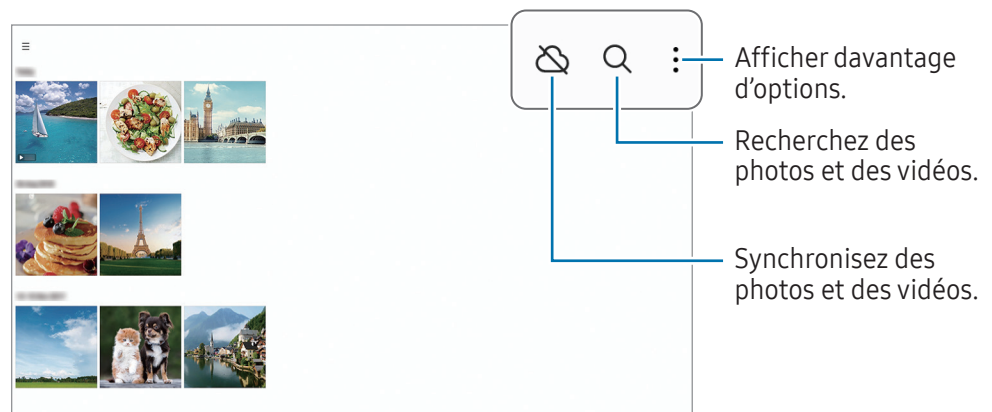 Afficher davantage
d'options.
Recherchez des
photos et des vidéos.
Synchronisez des
photos et des vidéos.